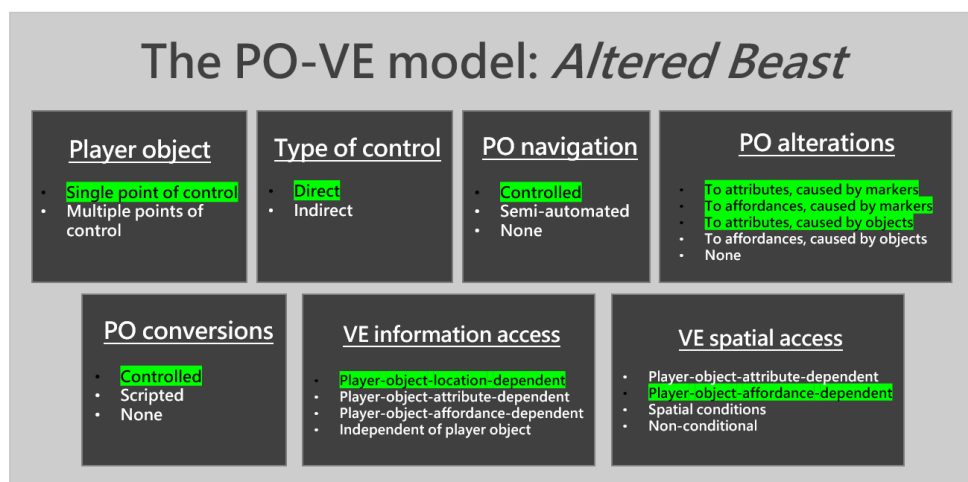 The PO-VE model: Altered Beast
Player object
• Single point of control
• Multiple points of
control
Type of control
• Direct
• Indirect
PO navigation
• Controlled
• Semi-automated
• None
PO alterations
• To attributes, caused by markers
• To affordances, caused by markers
• To attributes, caused by objects
• To affordances, caused by objects
• None
PO conversions
• Controlled
• Scripted
• None
VE information access
• Player-object-location-dependent
• Player-object-attribute-dependent
• Player-object-affordance-dependent
• Independent of player object
VE spatial access
• Player-object-attribute-dependent
• Player-object-affordance-dependent
• Spatial conditions
• Non-conditional